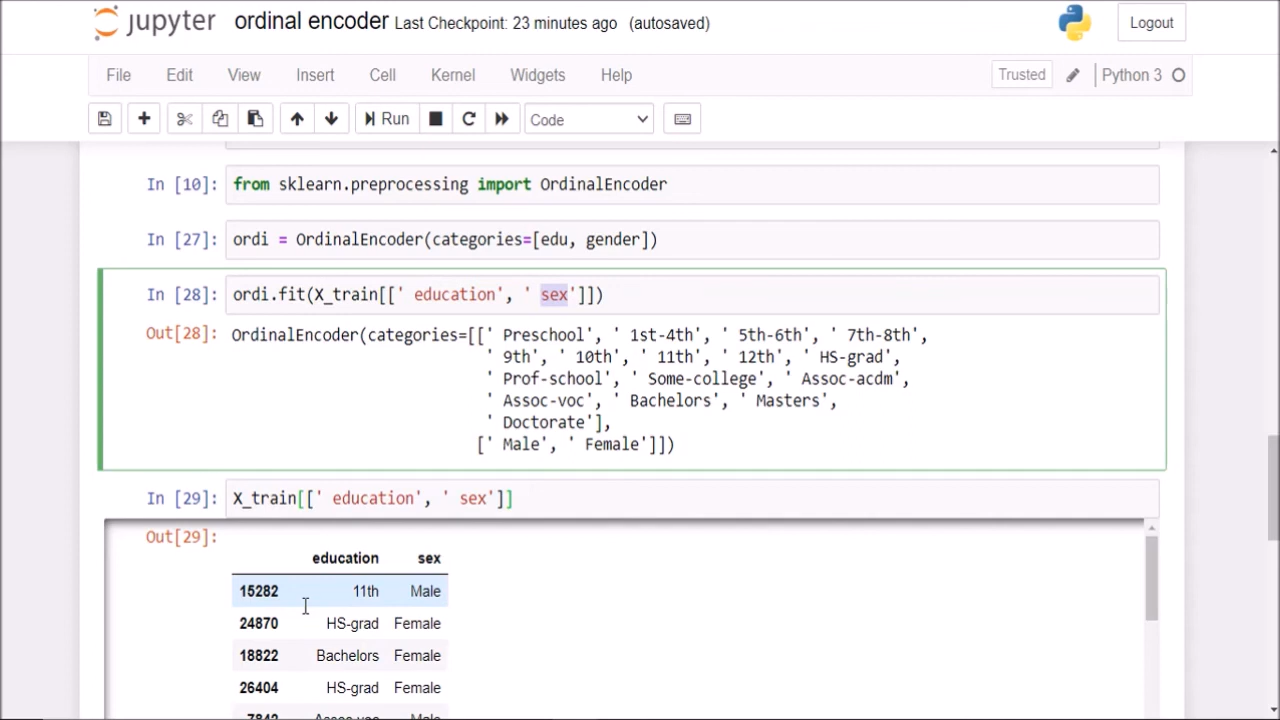 jupyter ordinal encoder Last Checkpoint: 23 minutes ago (autosaved) Logout
File Edit View Insert Cell Kernel Widgets Help Trusted Python 3
Run Code
In [10]: from sklearn.preprocessing import OrdinalEncoder
In [27]: ordi = OrdinalEncoder(categories=[edu, gender])
In [28]: ordi.fit(X_train[[' education', ' sex']])
Out[28]: OrdinalEncoder(categories=[[' Preschool', ' 1st-4th', ' 5th-6th', ' 7th-8th',
' 9th', ' 10th', ' 11th', ' 12th', ' HS-grad',
' Prof-school', ' Some-college', ' Assoc-acdm',
' Assoc-voc', ' Bachelors', ' Masters',
' Doctorate'],
[' Male', ' Female']])
In [29]: X_train[[' education', ' sex']]
Out[29]:
education sex
15282 11th Male
24870 HS-grad Female
18822 Bachelors Female
26404 HS-grad Female
7842 Assoc-voc Male